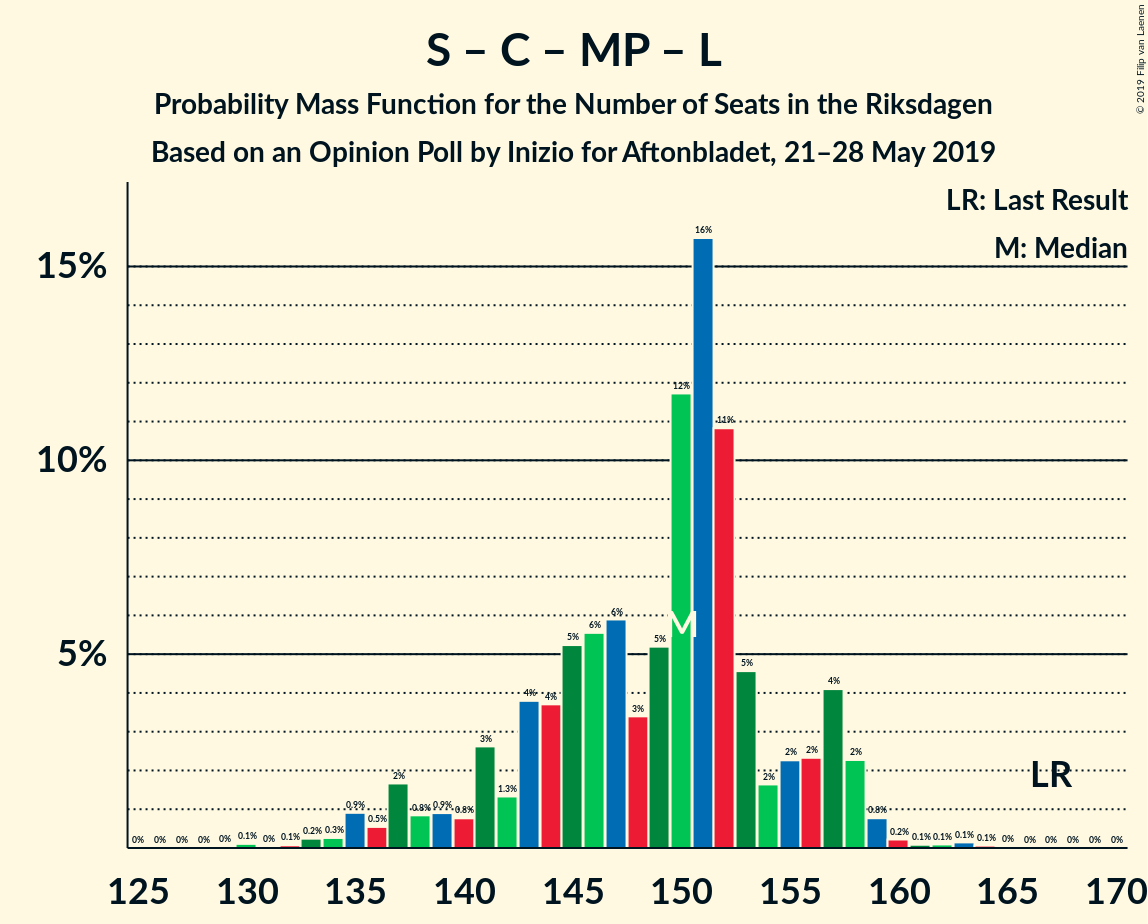 S – C – MP – L
Probability Mass Function for the Number of Seats in the Riksdagen
Based on an Opinion Poll by Inizio for Aftonbladet, 21–28 May 2019
© 2019 Filip van Laenen
LR: Last Result
M: Median
15%
10%
5%
0% 0% 0% 0% 0% 0.1% 0% 0.1% 0.2% 0.3% 0.9% 0.5% 2% 0.8% 0.9% 0.8% 3% 1.3% 4% 4% 5% 6% 6% 3% 5% 12% 16% 11% 5% 2% 2% 2% 4% 2% 0.8% 0.2% 0.1% 0.1% 0.1% 0.1% 0% 0% 0% 0% 0% 0%
M
LR
125 130 135 140 145 150 155 160 165 170